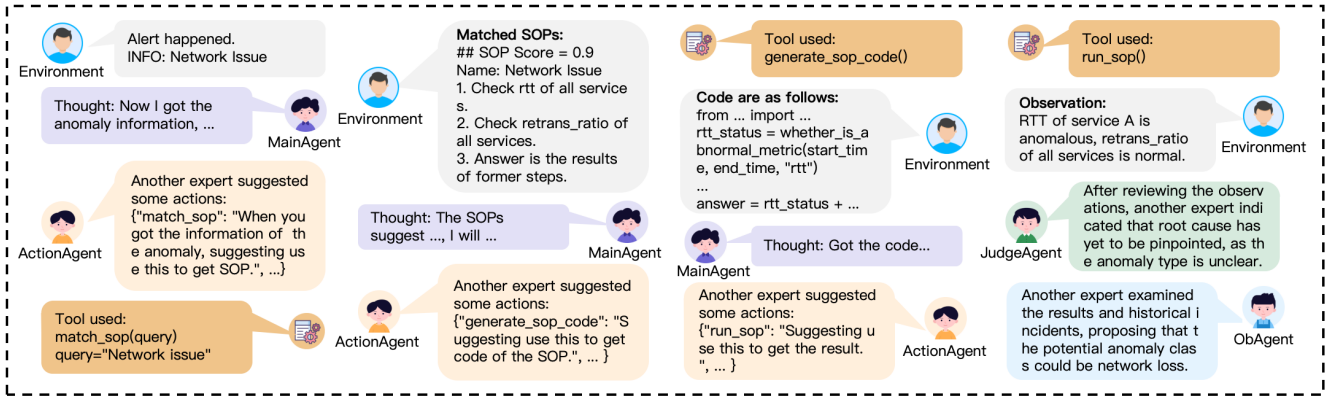 Alert happened.
INFO: Network Issue
Environment
Thought: Now I got the
anomaly information, ...
MainAgent
Another expert suggested
some actions:
{"match_sop": "When you
got the information of  th
e anomaly, suggesting us
e this to get SOP.", ...}
ActionAgent
Tool used:
match_sop(query)
query="Network issue"
Matched SOPs:
## SOP Score = 0.9
Name: Network Issue
1. Check rtt of all service
s.
2. Check retrans_ratio of
all services.
3. Answer is the results
of former steps.
Environment
Thought: The SOPs
suggest ..., I will ...
MainAgent
Another expert suggested
some actions:
{"generate_sop_code": "S
uggesting use this to get
code of the SOP.", ... }
ActionAgent
Tool used:
generate_sop_code()
Code are as follows:
from ... import ...
rtt_status = whether_is_a
bnormal_metric(start_tim
e, end_time, "rtt")
...
answer = rtt_status + ...
Environment
Thought: Got the code...
MainAgent
Another expert suggested
some actions:
{"run_sop": "Suggesting u
se this to get the result.
", ... }
ActionAgent
Tool used:
run_sop()
Observation:
RTT of service A is
anomalous, retrans_ratio
of all services is normal.
Environment
After reviewing the observ
ations, another expert indi
cated that root cause has
yet to be pinpointed, as th
e anomaly type is unclear.
JudgeAgent
Another expert examined
the results and historical i
ncidents, proposing that t
he potential anomaly clas
s could be network loss.
ObAgent